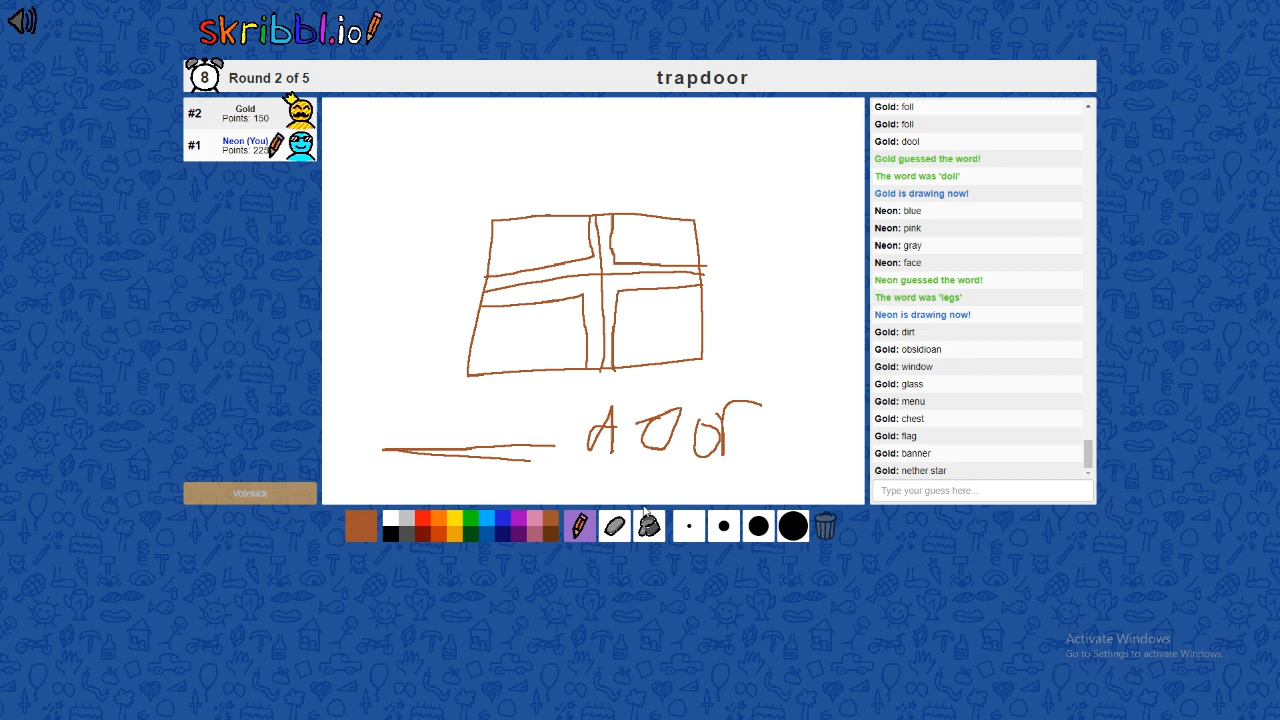 skribbl.io
8 Round 2 of 5
trapdoor
#2 Gold
Points: 150
#1 Neon (You)
Points: 225
Votekick
door
Gold: foll
Gold: foll
Gold: dool
Gold guessed the word!
The word was 'doll'
Gold is drawing now!
Neon: blue
Neon: pink
Neon: gray
Neon: face
Neon guessed the word!
The word was 'legs'
Neon is drawing now!
Gold: dirt
Gold: obsidioan
Gold: window
Gold: glass
Gold: menu
Gold: chest
Gold: flag
Gold: banner
Gold: nether star
Type your guess here...
Activate Windows
Go to Settings to activate Windows.